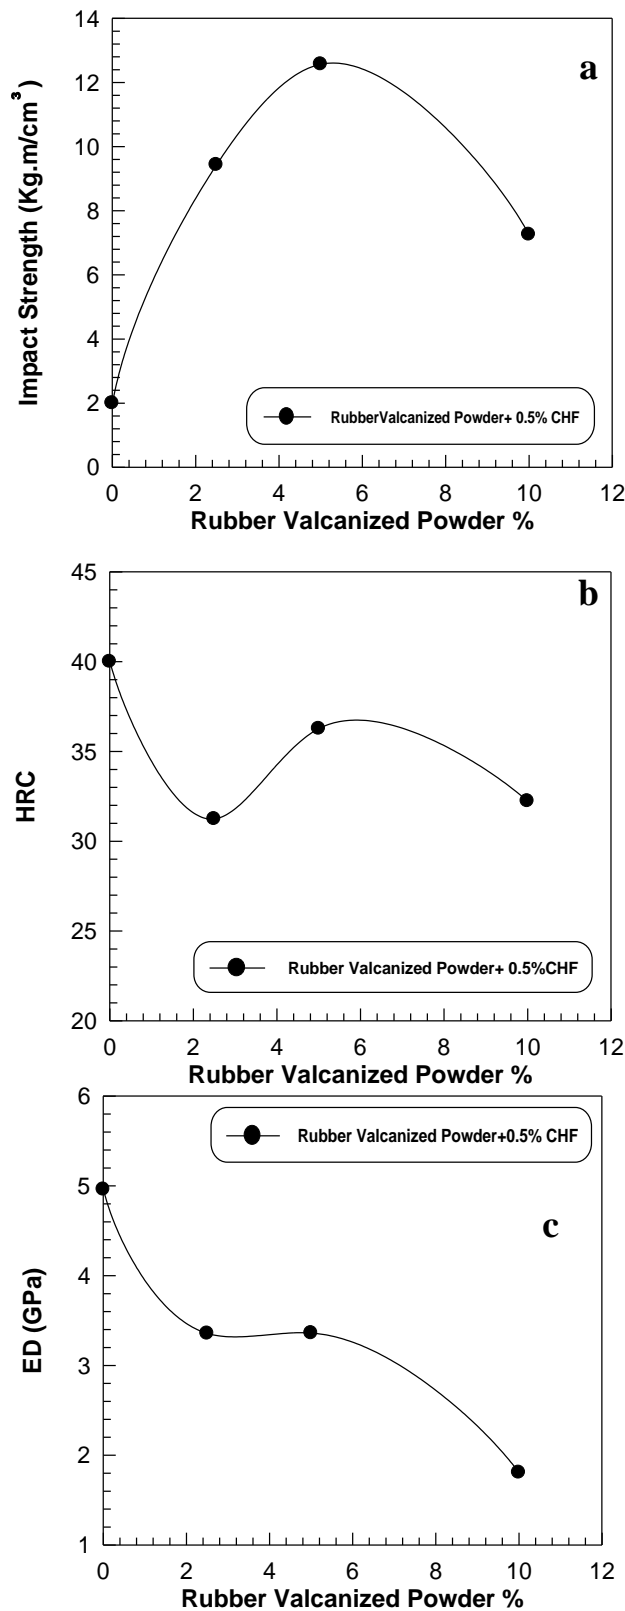 14
a
12
10
8
6
4
2
0
Impact Strength (Kg.m/cm³)
RubberValcanized Powder+ 0.5% CHF
0 2 4 6 8 10 12
Rubber Valcanized Powder %
45
b
40
35
30
25
20
HRC
Rubber Valcanized Powder+ 0.5%CHF
0 2 4 6 8 10 12
Rubber Valcanized Powder %
6
Rubber Valcanized Powder+0.5% CHF
5
c
4
3
2
1
ED (GPa)
0 2 4 6 8 10 12
Rubber Valcanized Powder %